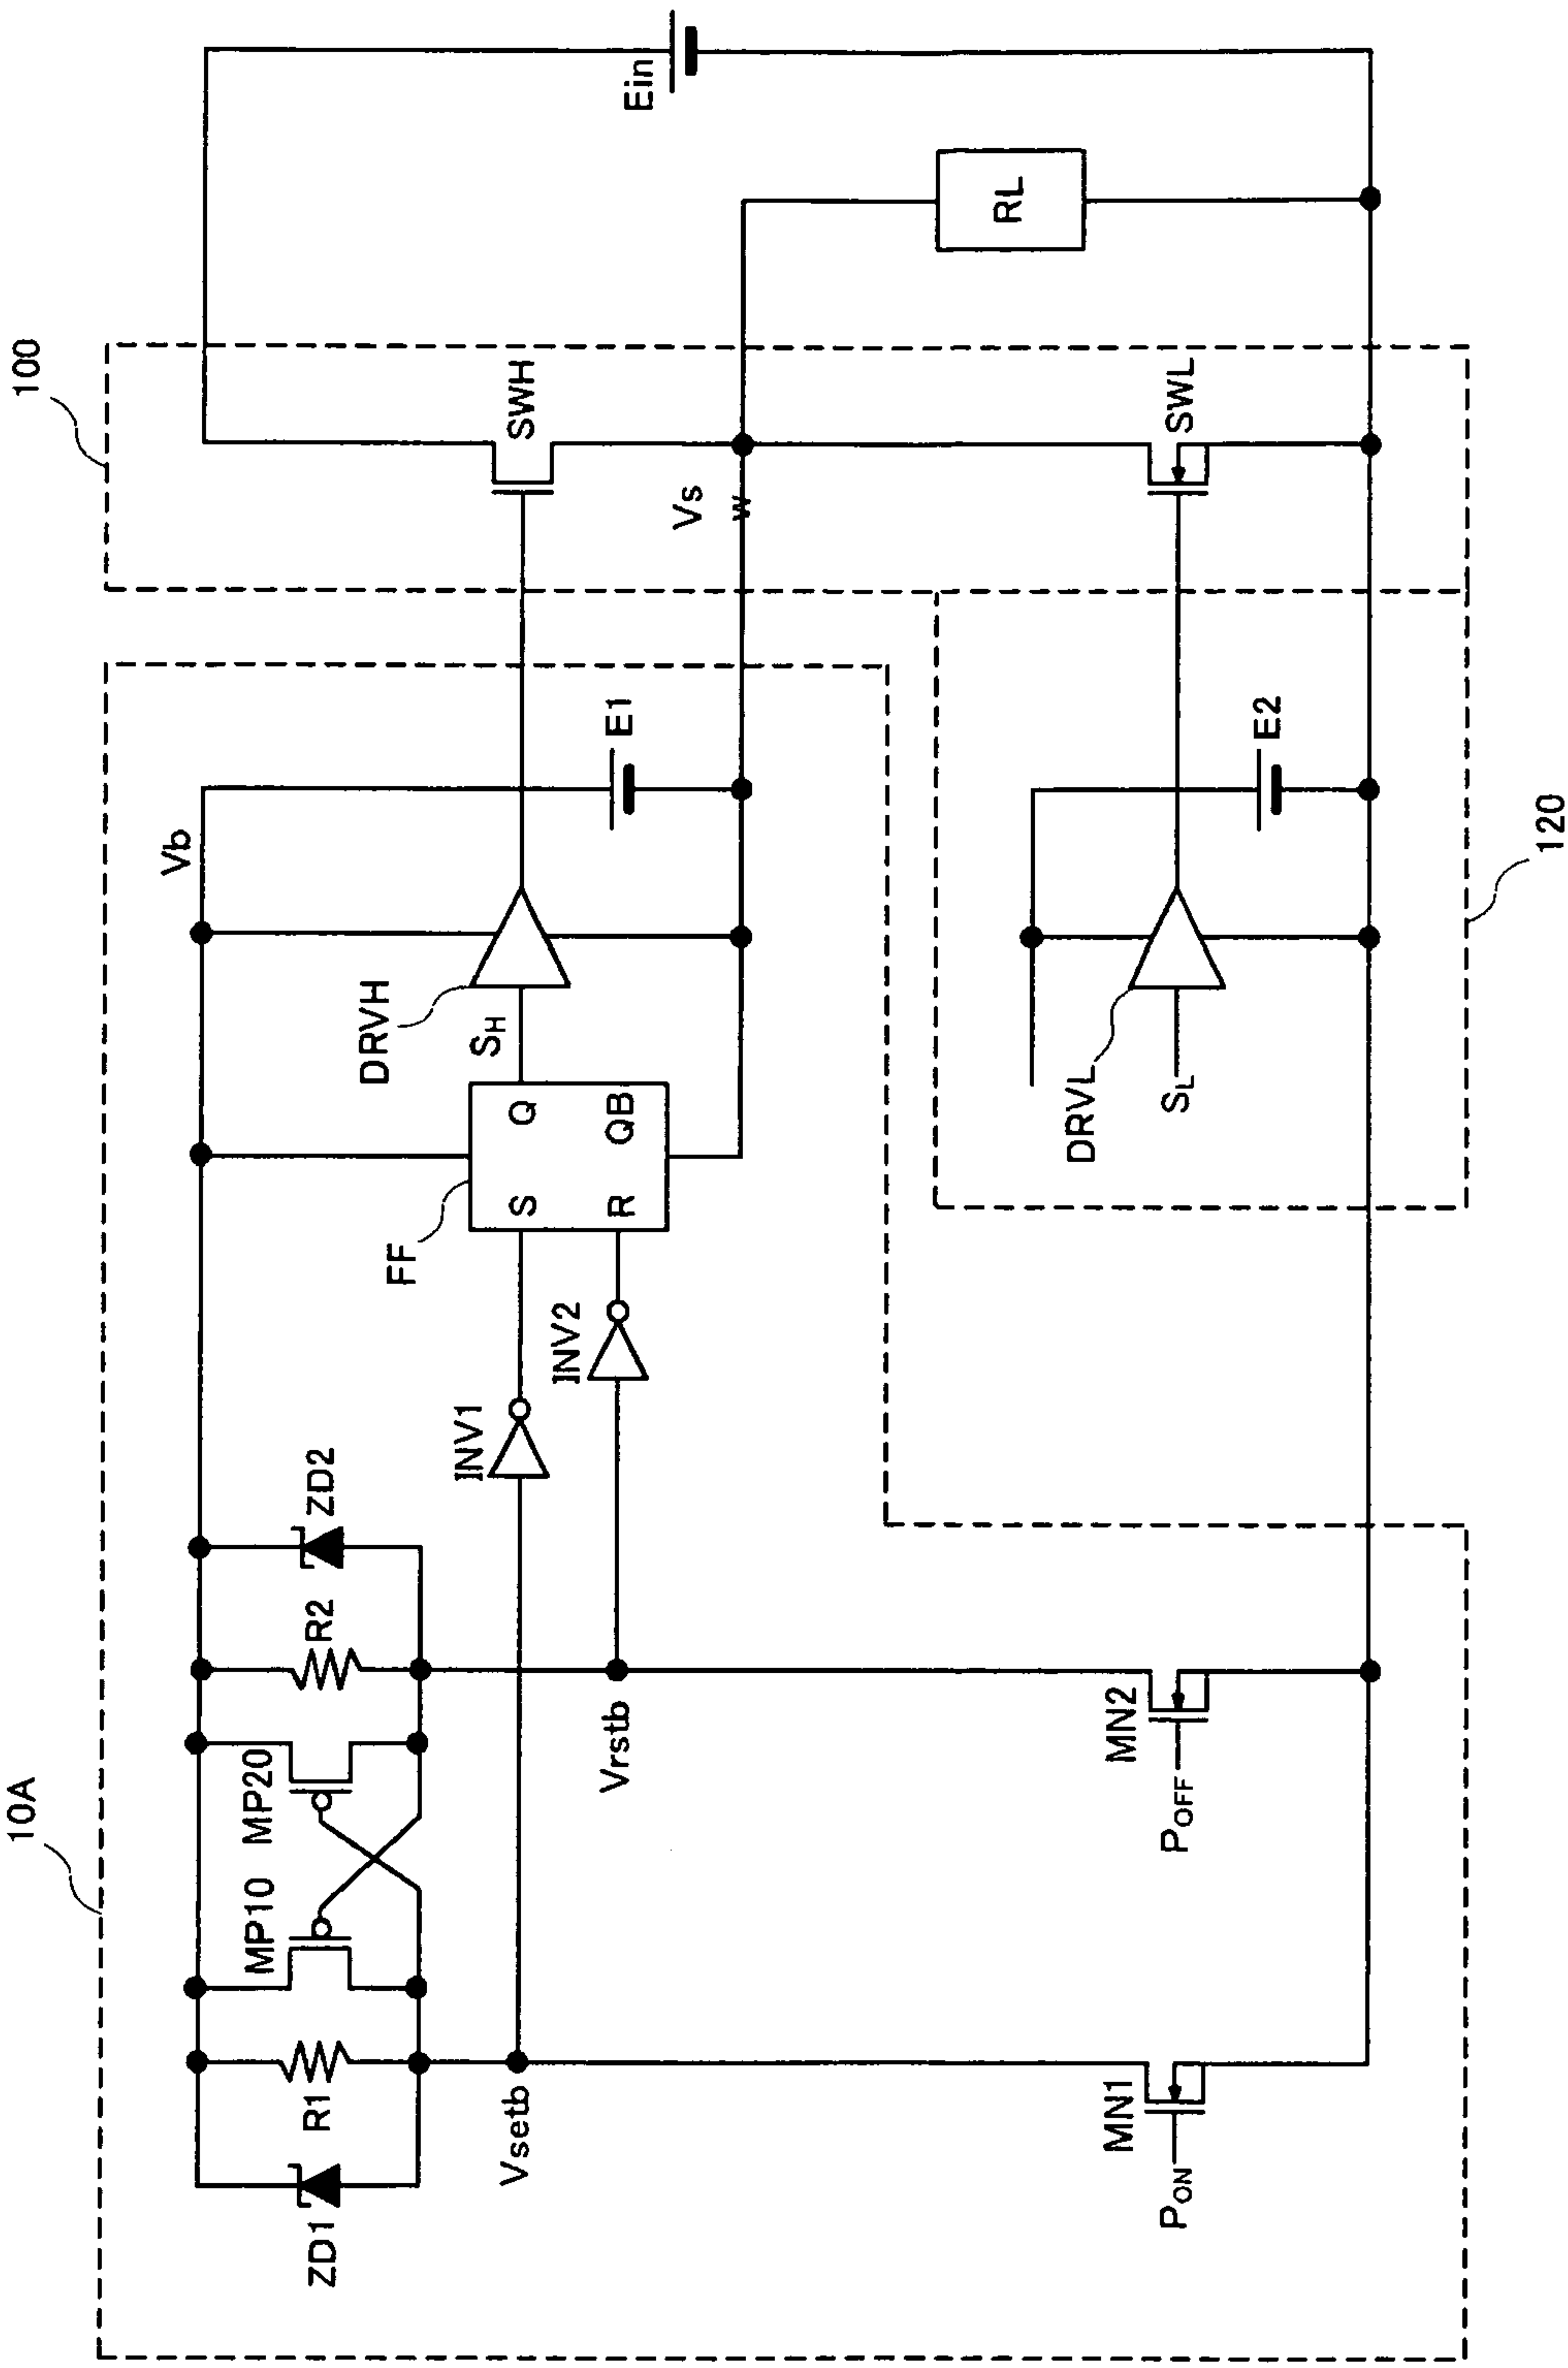 10A
100
ZD1
R1
MP10
MP20
R2
ZD2
Vb
E1
Ein
DRVH
SH
SWH
FF
S
Q
R
QB
INV1
INV2
Vsetb
Vrstb
Vs
w
RL
MN1
PON
MN2
POFF
DRVL
SL
E2
SWL
120